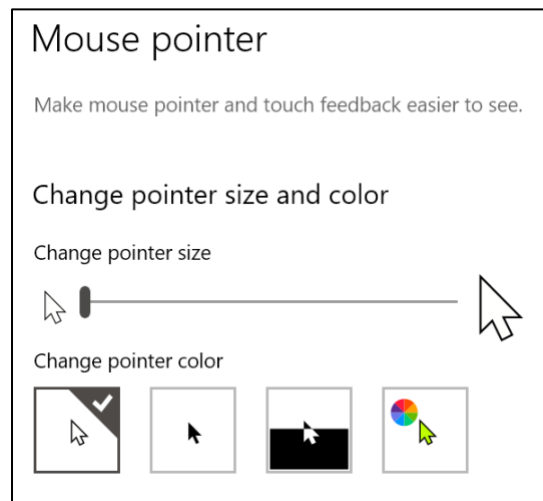 Mouse pointer
Make mouse pointer and touch feedback easier to see.
Change pointer size and color
Change pointer size
Change pointer color